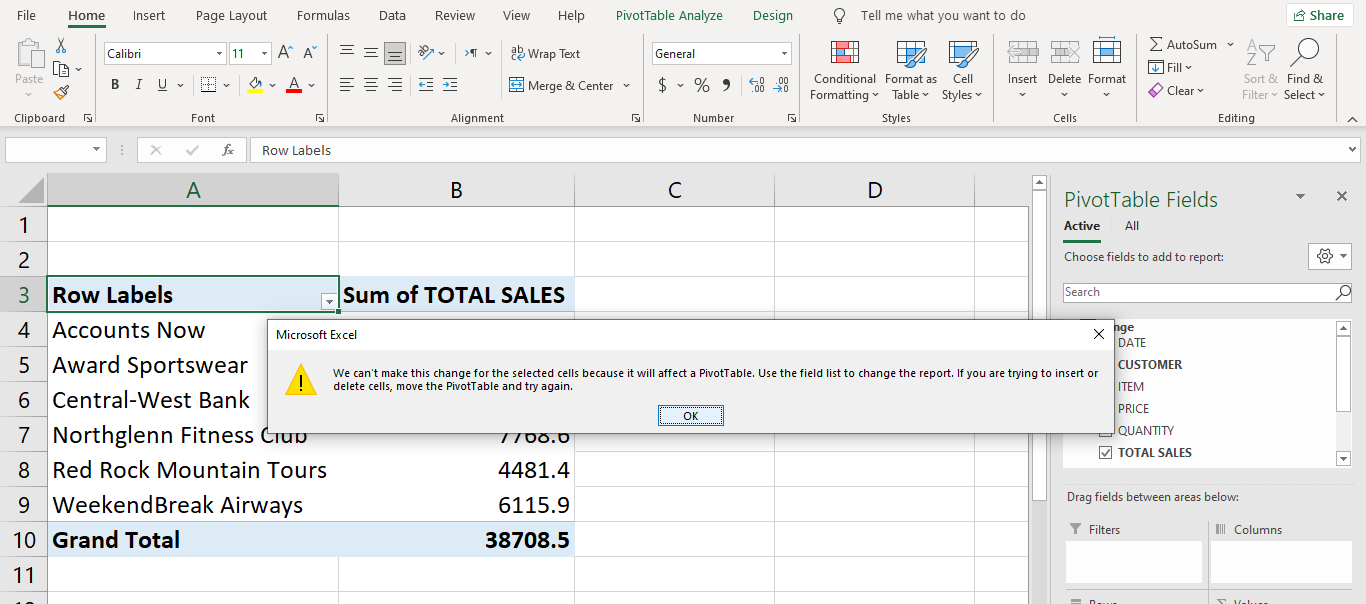 File Home Insert Page Layout Formulas Data Review View Help PivotTable Analyze Design Tell me what you want to do Share
Calibri 11 Wrap Text General AutoSum
Paste B I U Merge & Center $ % Conditional Formatting Format as Table Cell Styles Insert Delete Format Fill Sort & Filter Find & Select
Clear
Clipboard Font Alignment Number Styles Cells Editing
fx Row Labels
A B C D
PivotTable Fields
1
Active All
2
Choose fields to add to report:
3 Row Labels Sum of TOTAL SALES
Search
4 Accounts Now
5 Award Sportswear
6 Central-West Bank
7 Northglenn Fitness Club 7768.6
8 Red Rock Mountain Tours 4481.4
9 WeekendBreak Airways 6115.9
10 Grand Total 38708.5
11
Microsoft Excel
We can't make this change for the selected cells because it will affect a PivotTable. Use the field list to change the report. If you are trying to insert or
delete cells, move the PivotTable and try again.
OK
nge
DATE
CUSTOMER
ITEM
PRICE
QUANTITY
TOTAL SALES
Drag fields between areas below:
Filters Columns
Rows Values